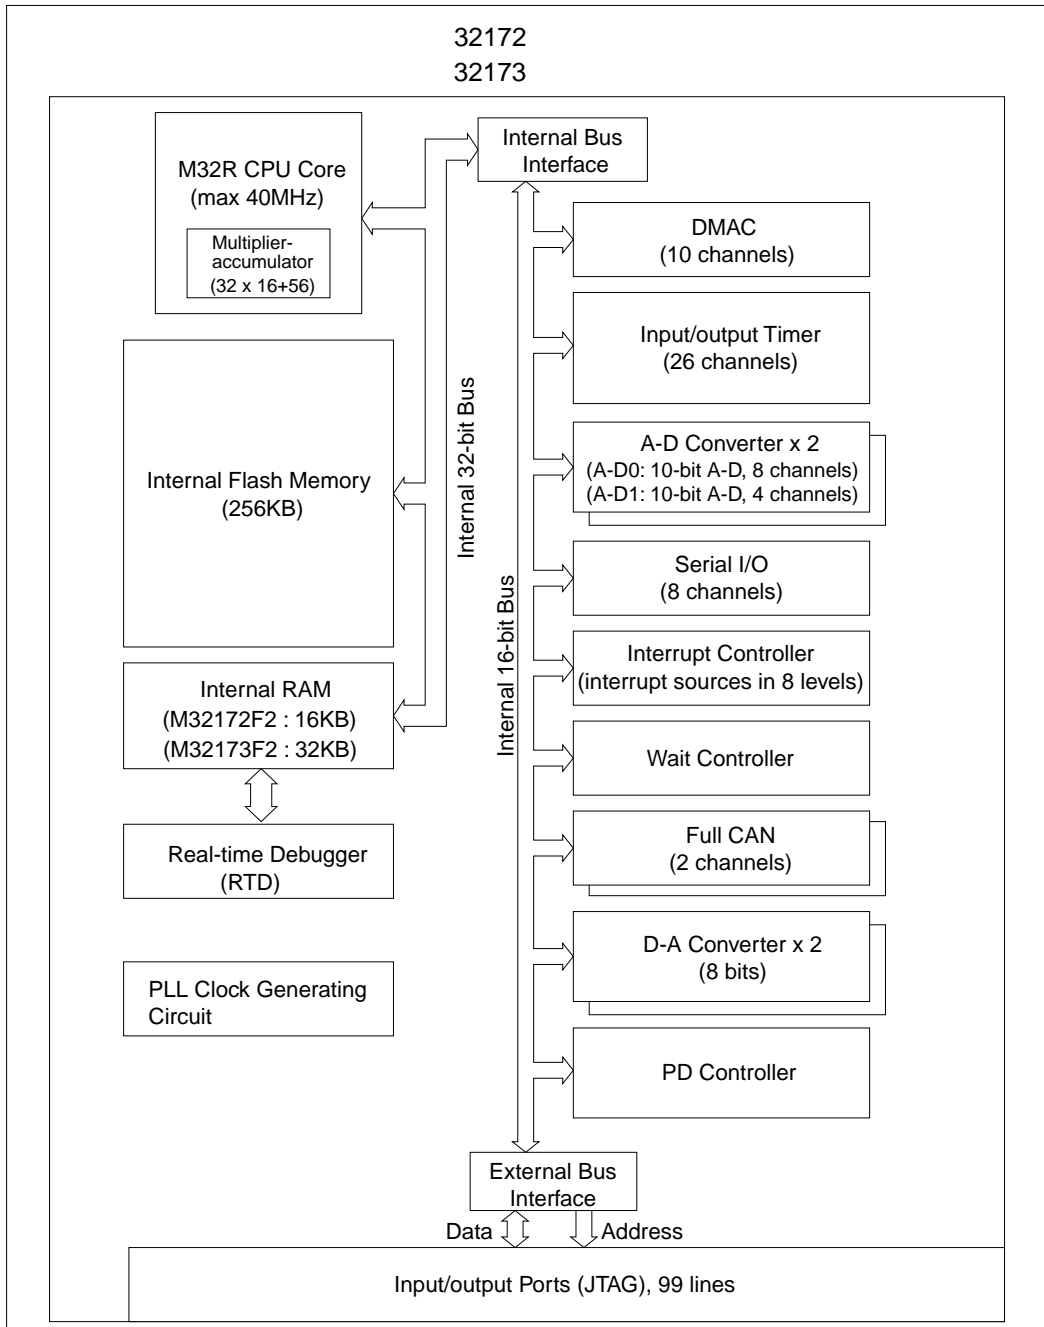 32172
32173
M32R CPU Core
(max 40MHz)
Multiplier-
accumulator
(32 x 16+56)
Internal Flash Memory
(256KB)
Internal RAM
(M32172F2 : 16KB)
(M32173F2 : 32KB)
Real-time Debugger
(RTD)
PLL Clock Generating
Circuit
Internal 32-bit Bus
Internal Bus
Interface
Internal 16-bit Bus
DMAC
(10 channels)
Input/output Timer
(26 channels)
A-D Converter x 2
(A-D0: 10-bit A-D, 8 channels)
(A-D1: 10-bit A-D, 4 channels)
Serial I/O
(8 channels)
Interrupt Controller
(interrupt sources in 8 levels)
Wait Controller
Full CAN
(2 channels)
D-A Converter x 2
(8 bits)
PD Controller
External Bus
Interface
Data
Address
Input/output Ports (JTAG), 99 lines